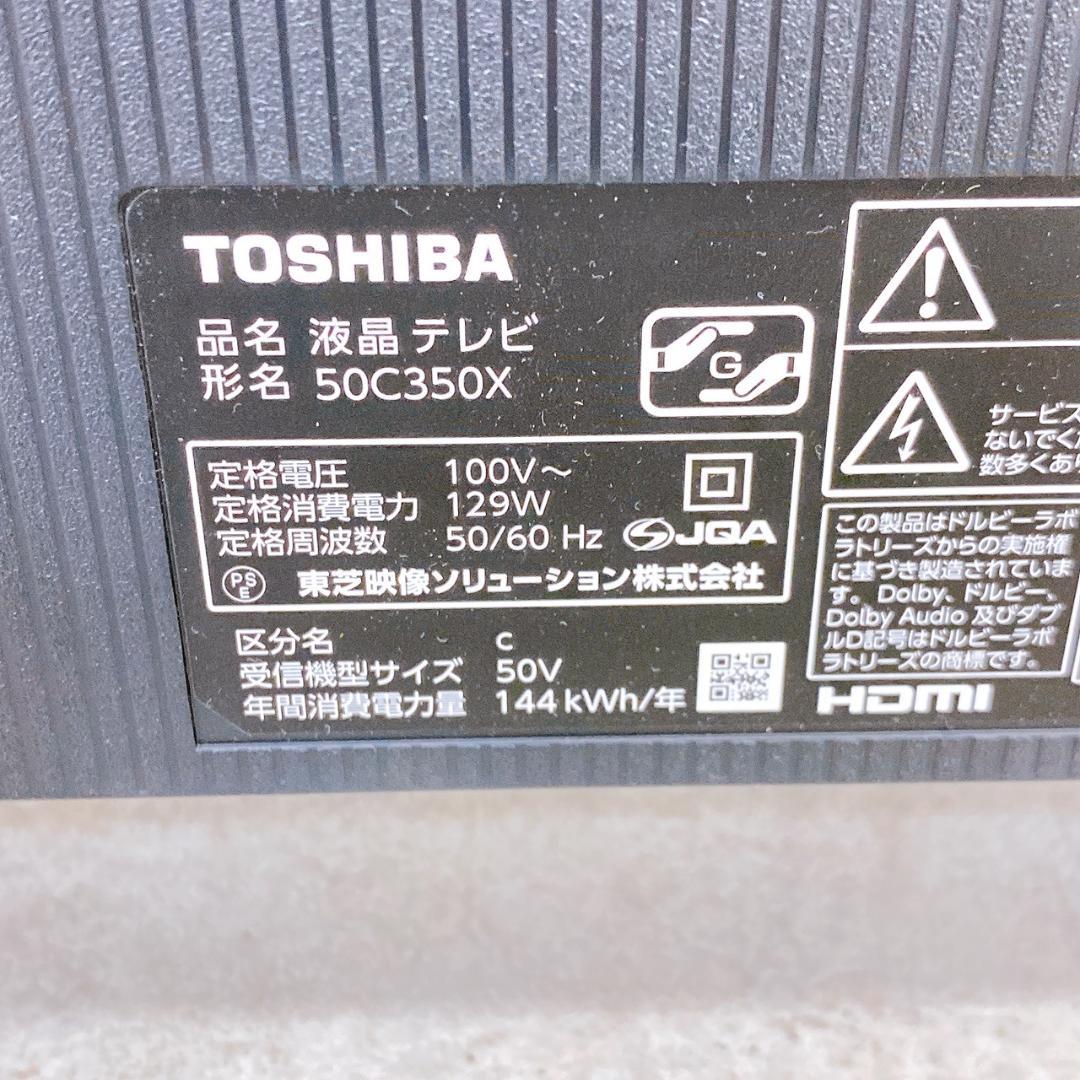 TOSHIBA
品名 液晶 テレビ
形名 50C350X
G
定格電圧 100V～
定格消費電力 129W
定格周波数 50/60 Hz
JQA
PS
E
東芝映像ソリューション株式会社
区分名 C
受信機型サイズ 50V
年間消費電力量 144kWh/年
サービス
ないでくだ
数多くあり
この製品はドルビーラボ
ラトリーズからの実施権
に基づき製造されていま
す。Dolby、ドルビー、
Dolby Audio 及びダブ
ルD記号はドルビーラボ
ラトリーズの商標です。
HDMI